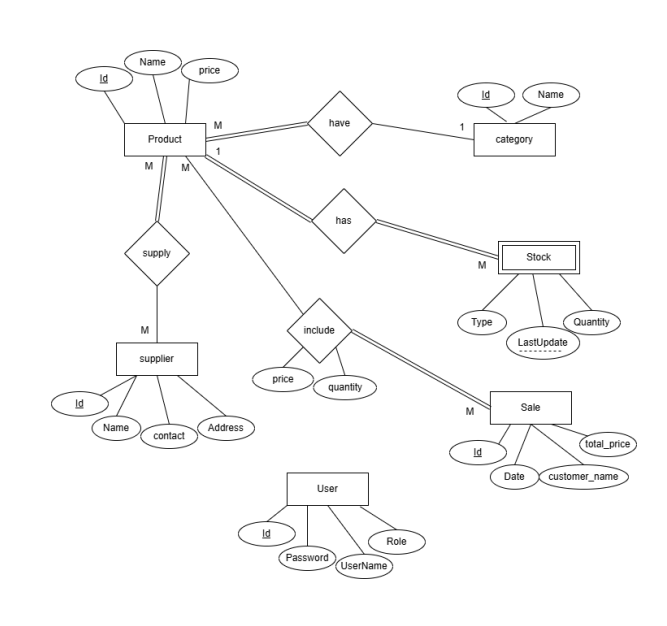 Name
Id
price
M
have
Id
Name
Product
1
category
M
M
1
has
supply
M
Stock
Type
Quantity
LastUpdate
M
include
supplier
price
quantity
Id
Name
contact
Address
M
Sale
Id
total_price
Date
customer_name
User
Id
Password
UserName
Role